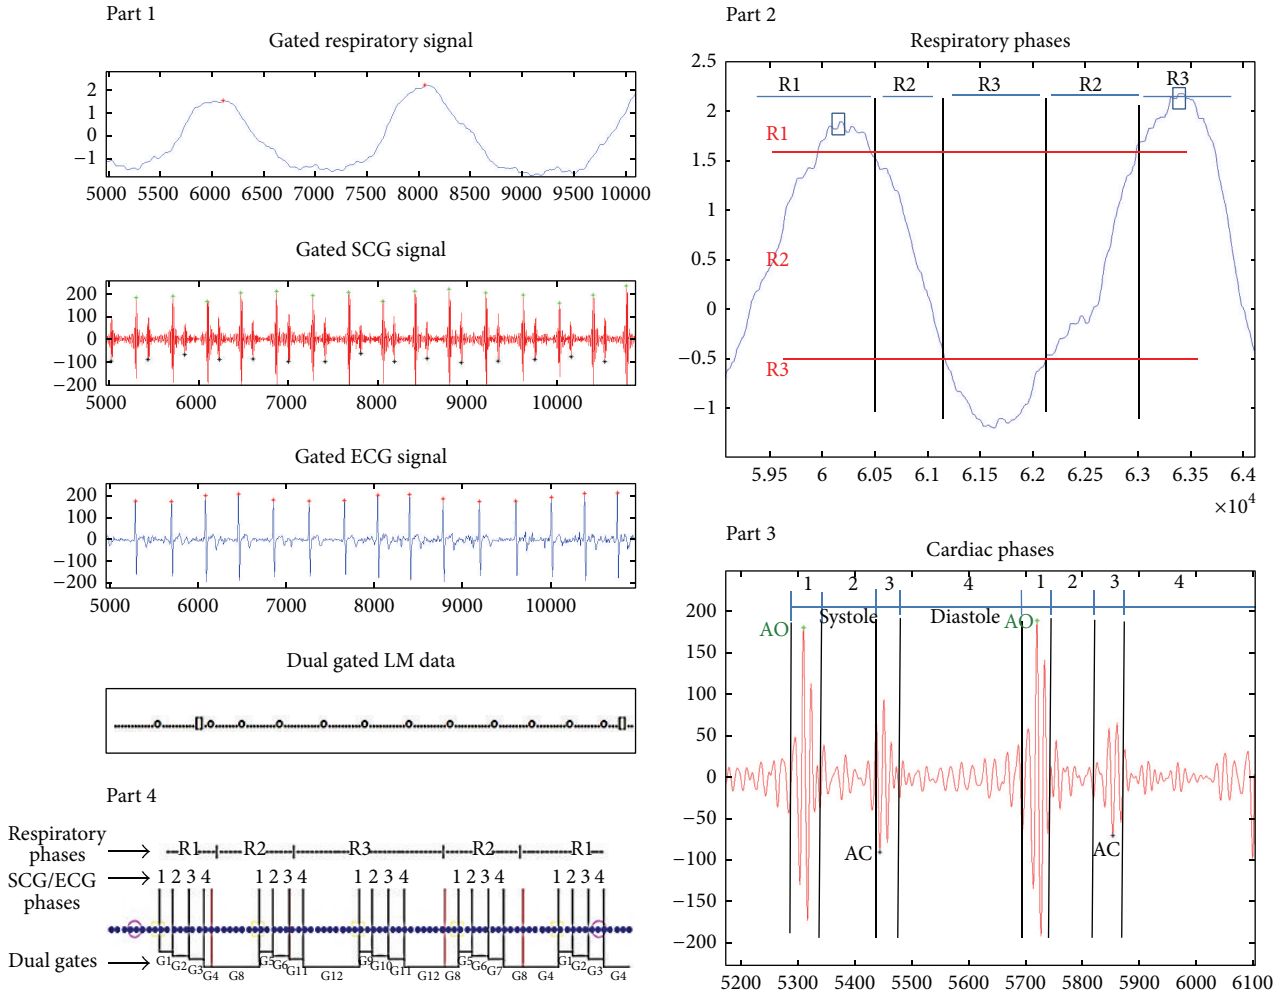 Part 1
Gated respiratory signal
2
1
0
−1
5000 5500 6000 6500 7000 7500 8000 8500 9000 9500 10000
Gated SCG signal
200
100
0
−100
−200
5000 6000 7000 8000 9000 10000
Gated ECG signal
200
100
0
−100
−200
5000 6000 7000 8000 9000 10000
Dual gated LM data
Part 2
Respiratory phases
2.5
2
1.5
1
0.5
0
−0.5
−1
R1 R2 R3 R2 R3
R1
R2
R3
5.95 6 6.05 6.1 6.15 6.2 6.25 6.3 6.35 6.4
×10⁴
Part 3
Cardiac phases
1 2 3 4 1 2 3 4
Systole Diastole
AO AO
AC AC
200
150
100
50
0
−50
−100
−150
−200
5200 5300 5400 5500 5600 5700 5800 5900 6000 6100
Part 4
Respiratory phases
R1 R2 R3 R2 R1
SCG/ECG phases
1 2 3 4 1 2 3 4 1 2 3 4 1 2 3 4 1 2 3 4
Dual gates
G1 G2 G3 G4 G8 G5 G6 G11 G12 G9 G10 G11 G12 G8 G5 G6 G7 G8 G4 G1 G2 G3 G4